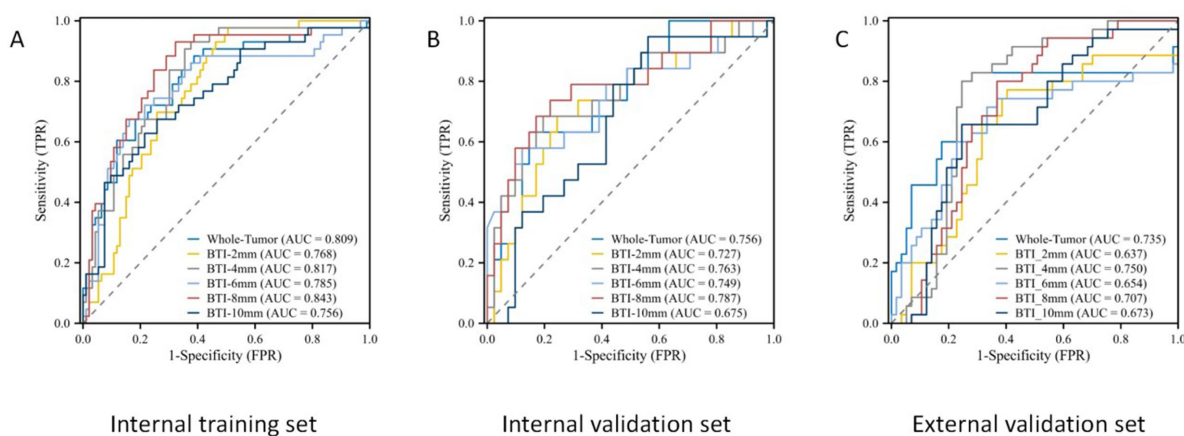 A
Sensitivity (TPR)
1.0
0.8
0.6
0.4
0.2
0.0
Whole-Tumor (AUC = 0.809)
BTI-2mm (AUC = 0.768)
BTI-4mm (AUC = 0.817)
BTI-6mm (AUC = 0.785)
BTI-8mm (AUC = 0.843)
BTI-10mm (AUC = 0.756)
0.0 0.2 0.4 0.6 0.8 1.0
1-Specificity (FPR)
Internal training set
B
Sensitivity (TPR)
1.0
0.8
0.6
0.4
0.2
0.0
Whole-Tumor (AUC = 0.756)
BTI-2mm (AUC = 0.727)
BTI-4mm (AUC = 0.763)
BTI-6mm (AUC = 0.749)
BTI-8mm (AUC = 0.787)
BTI-10mm (AUC = 0.675)
0.0 0.2 0.4 0.6 0.8 1.0
1-Specificity (FPR)
Internal validation set
C
Sensitivity (TPR)
1.0
0.8
0.6
0.4
0.2
0.0
Whole-Tumor (AUC = 0.735)
BTI_2mm (AUC = 0.637)
BTI_4mm (AUC = 0.750)
BTI_6mm (AUC = 0.654)
BTI_8mm (AUC = 0.707)
BTI_10mm (AUC = 0.673)
0.0 0.2 0.4 0.6 0.8 1.0
1-Specificity (FPR)
External validation set